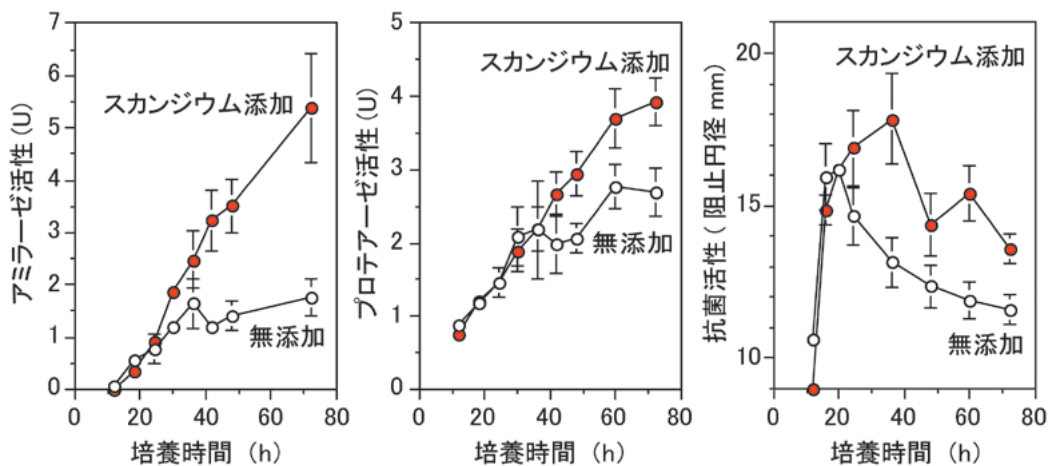 アミラーゼ活性 (U)
7
6
5
4
3
2
1
0
スカンジウム添加
無添加
0 20 40 60 80
培養時間 (h)
プロテアーゼ活性 (U)
5
4
3
2
1
0
スカンジウム添加
無添加
0 20 40 60 80
培養時間 (h)
抗菌活性 (阻止円径 mm)
20
15
10
スカンジウム添加
無添加
0 20 40 60 80
培養時間 (h)